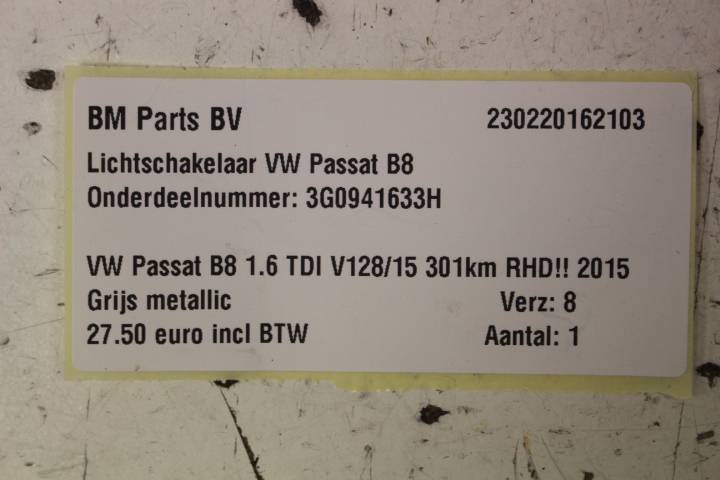 BM Parts BV 230220162103
Lichtschakelaar VW Passat B8
Onderdeelnummer: 3G0941633H
VW Passat B8 1.6 TDI V128/15 301km RHD!! 2015
Grijs metallic Verz: 8
27.50 euro incl BTW Aantal: 1